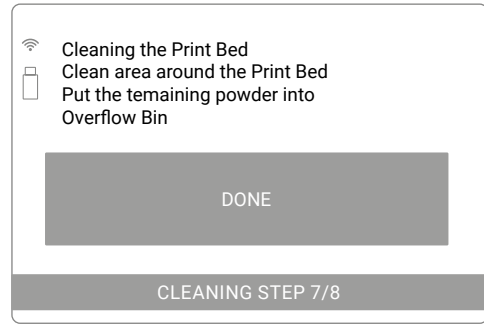 Cleaning the Print Bed
Clean area around the Print Bed
Put the temaining powder into
Overflow Bin
DONE
CLEANING STEP 7/8